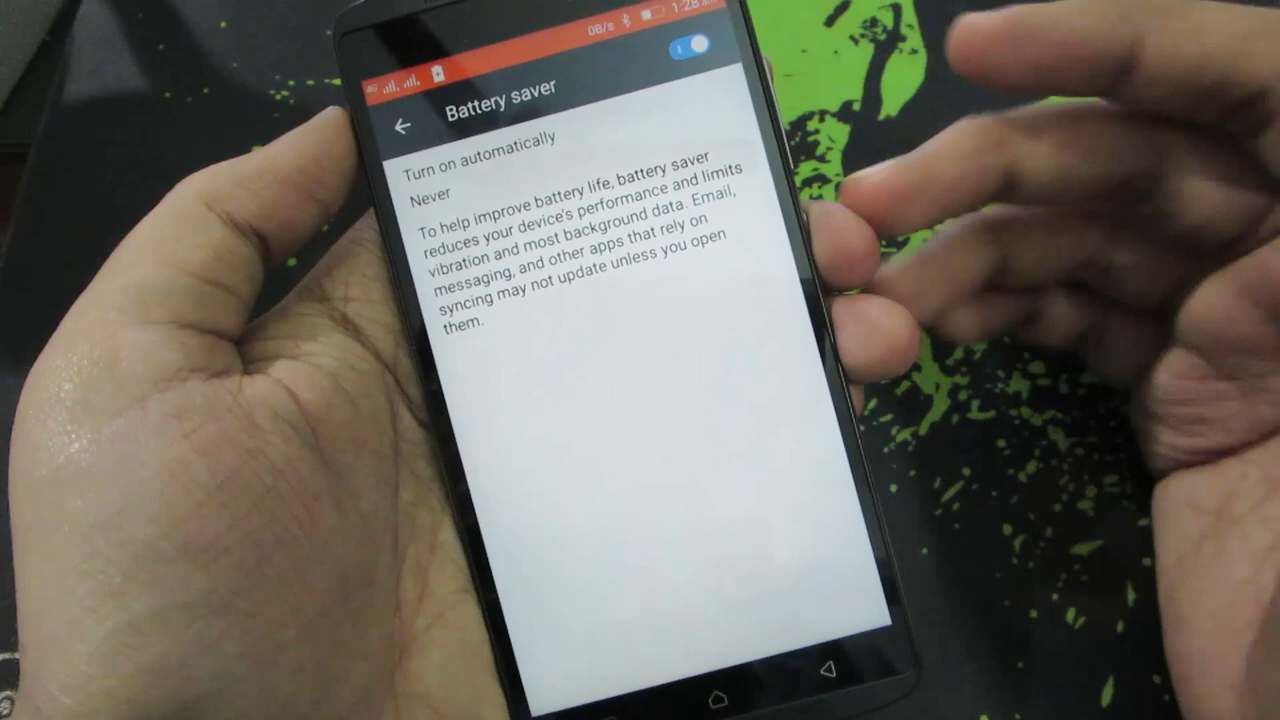 4G 0B/s 1:28 am
Battery saver
Turn on automatically
Never
To help improve battery life, battery saver
reduces your device's performance and limits
vibration and most background data. Email,
messaging, and other apps that rely on
syncing may not update unless you open
them.